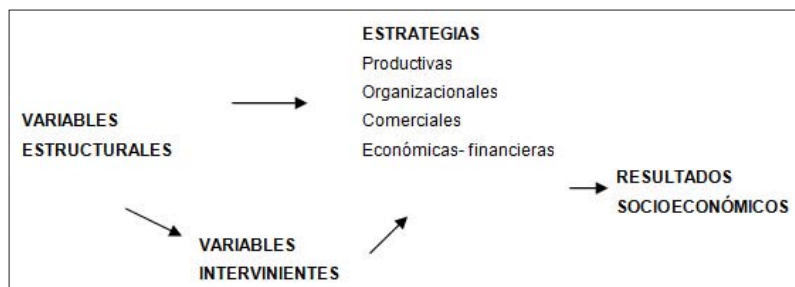 ESTRATEGIAS
Productivas
Organizacionales
Comerciales
Económicas- financieras
VARIABLES
ESTRUCTURALES
RESULTADOS
SOCIOECONÓMICOS
VARIABLES
INTERVINIENTES